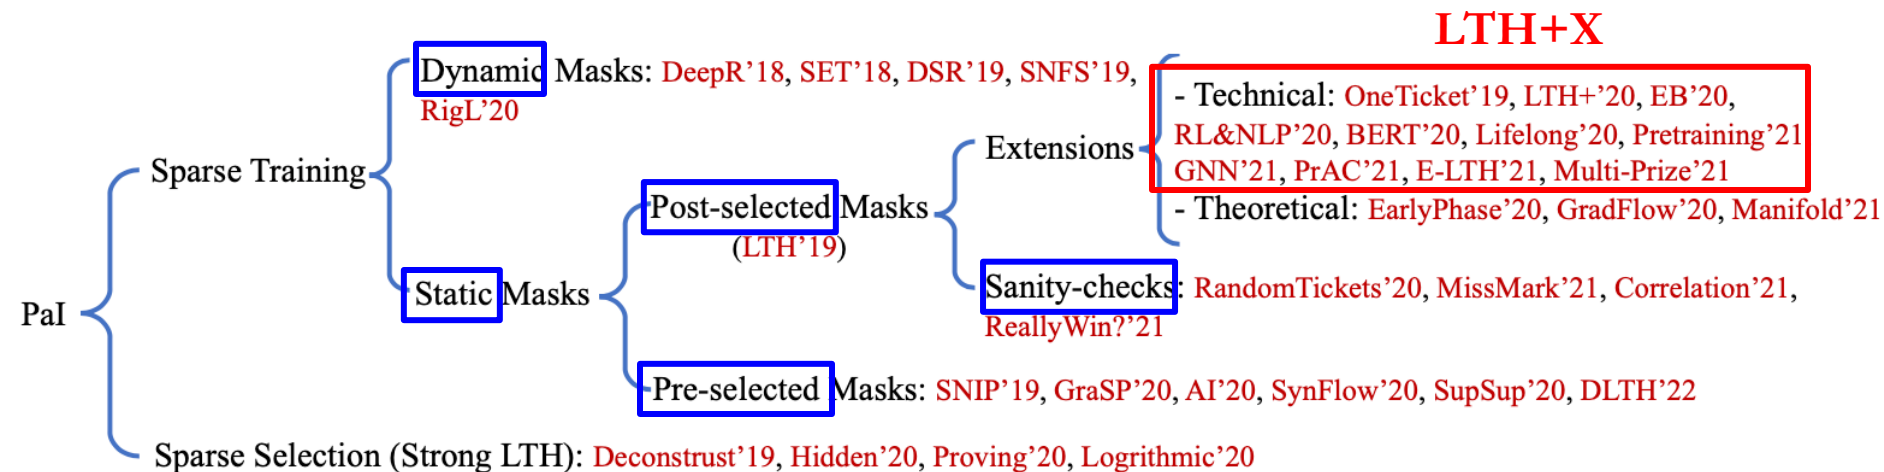 LTH+X
Dynamic Masks: DeepR’18, SET’18, DSR’19, SNFS’19,
RigL’20
- Technical: OneTicket’19, LTH+’20, EB’20,
RL&NLP’20, BERT’20, Lifelong’20, Pretraining’21
GNN’21, PrAC’21, E-LTH’21, Multi-Prize’21
- Theoretical: EarlyPhase’20, GradFlow’20, Manifold’21
Extensions
Sparse Training
Post-selected Masks
(LTH’19)
Static Masks
Sanity-checks: RandomTickets’20, MissMark’21, Correlation’21,
ReallyWin?’21
PaI
Pre-selected Masks: SNIP’19, GraSP’20, AI’20, SynFlow’20, SupSup’20, DLTH’22
Sparse Selection (Strong LTH): Deconstrust’19, Hidden’20, Proving’20, Logrithmic’20